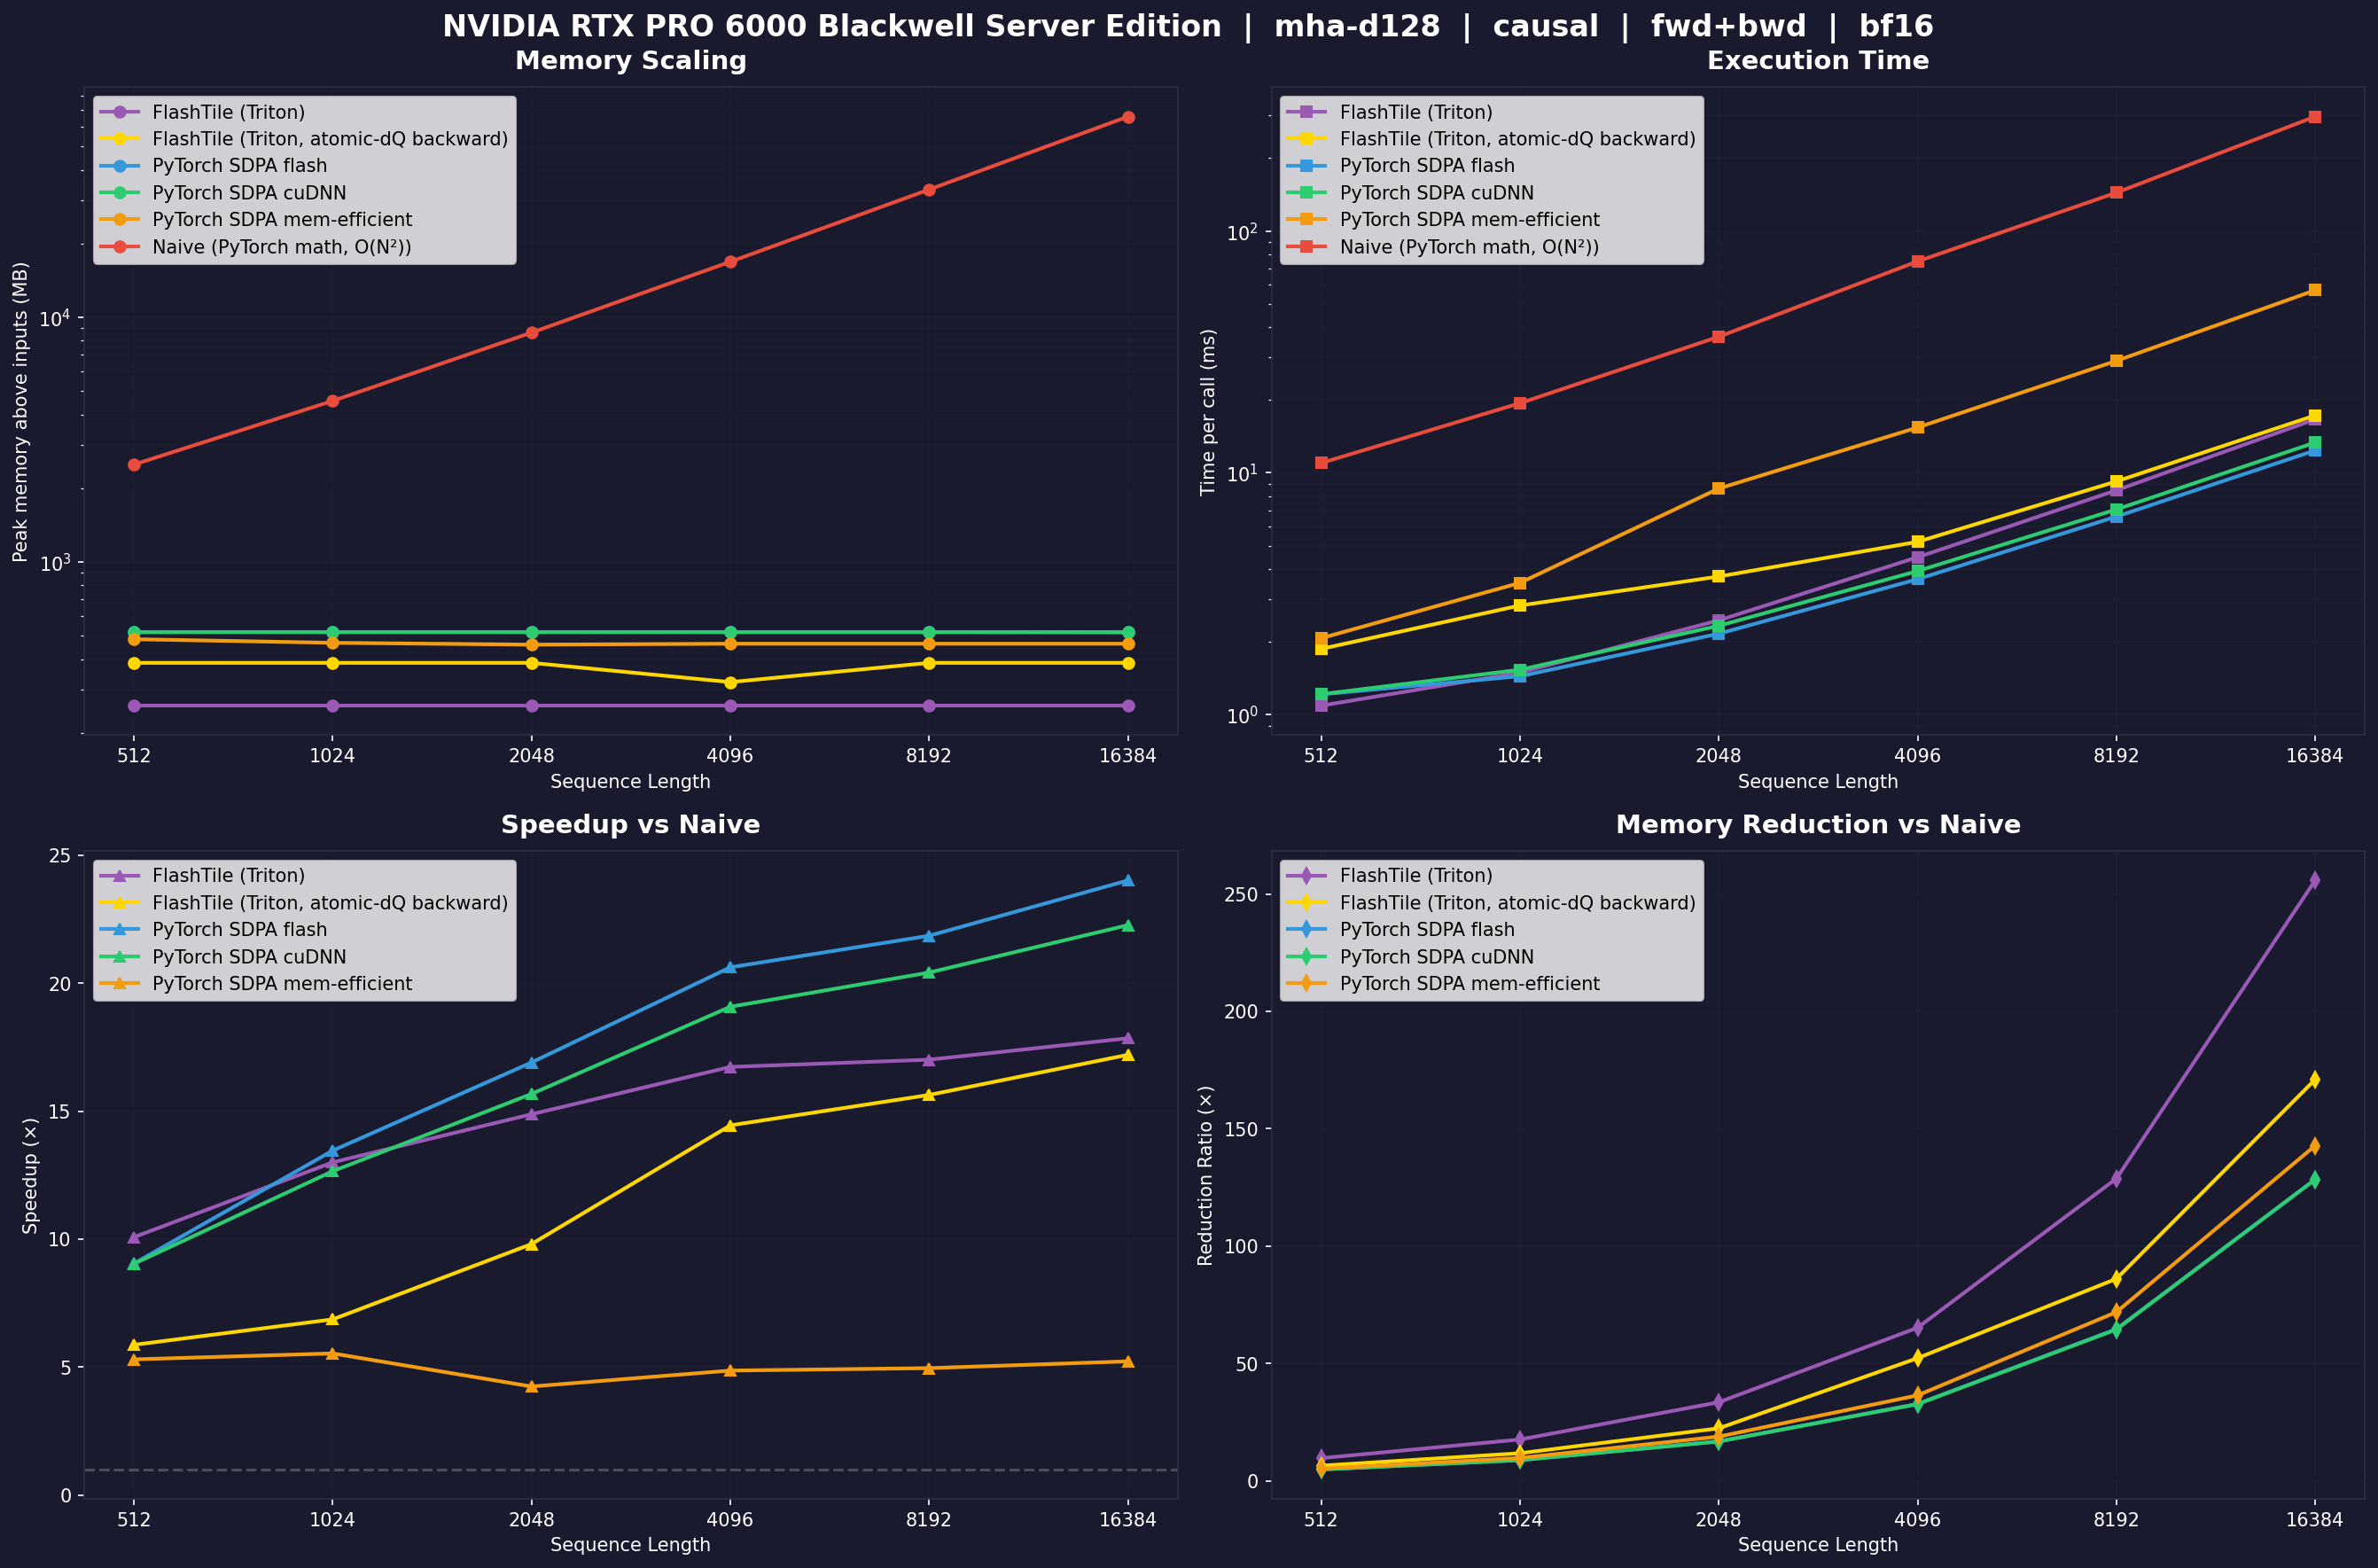 NVIDIA RTX PRO 6000 Blackwell Server Edition | mha-d128 | causal | fwd+bwd | bf16
Memory Scaling
FlashTile (Triton)
FlashTile (Triton, atomic-dQ backward)
PyTorch SDPA flash
PyTorch SDPA cuDNN
PyTorch SDPA mem-efficient
Naive (PyTorch math, O(N²))
Peak memory above inputs (MB)
10⁴
10³
512 1024 2048 4096 8192 16384
Sequence Length
Execution Time
FlashTile (Triton)
FlashTile (Triton, atomic-dQ backward)
PyTorch SDPA flash
PyTorch SDPA cuDNN
PyTorch SDPA mem-efficient
Naive (PyTorch math, O(N²))
Time per call (ms)
10²
10¹
10⁰
512 1024 2048 4096 8192 16384
Sequence Length
Speedup vs Naive
FlashTile (Triton)
FlashTile (Triton, atomic-dQ backward)
PyTorch SDPA flash
PyTorch SDPA cuDNN
PyTorch SDPA mem-efficient
Speedup (×)
25
20
15
10
5
0
512 1024 2048 4096 8192 16384
Sequence Length
Memory Reduction vs Naive
FlashTile (Triton)
FlashTile (Triton, atomic-dQ backward)
PyTorch SDPA flash
PyTorch SDPA cuDNN
PyTorch SDPA mem-efficient
Reduction Ratio (×)
250
200
150
100
50
0
512 1024 2048 4096 8192 16384
Sequence Length